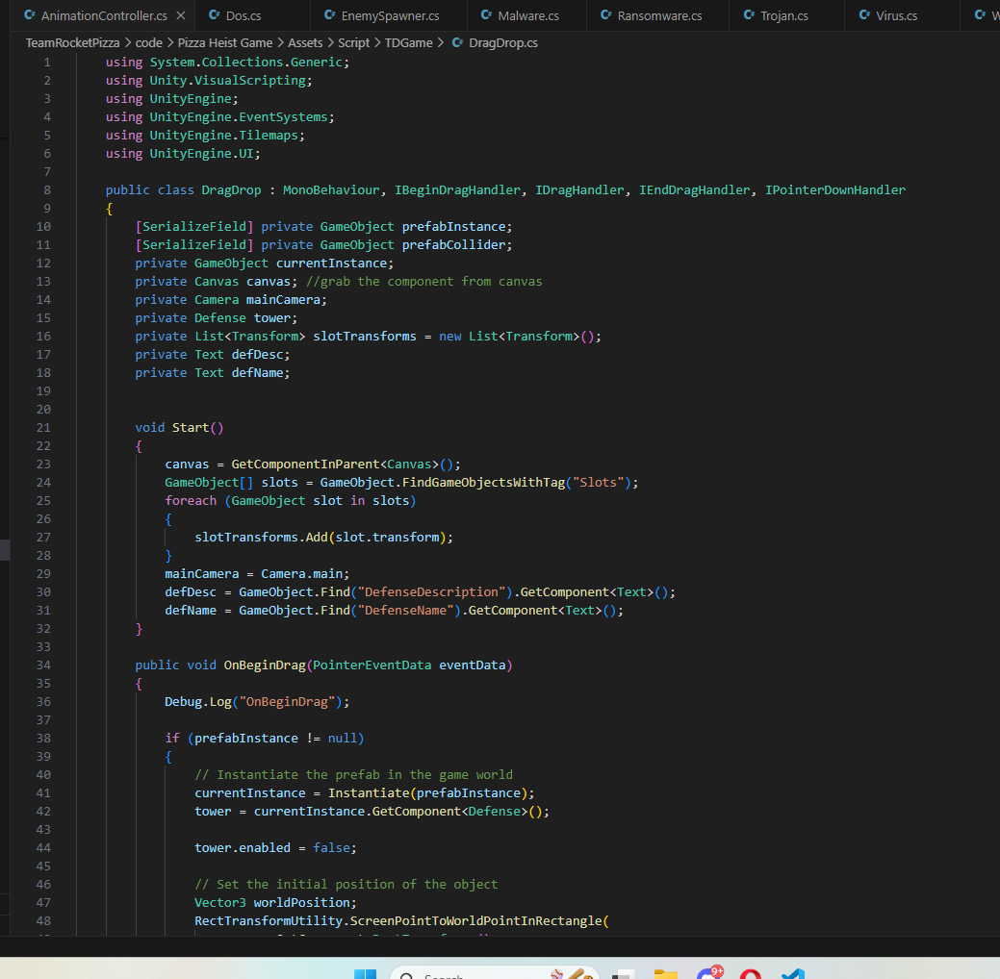 AnimationController.cs
Dos.cs
EnemySpawner.cs
Malware.cs
Ransomware.cs
Trojan.cs
Virus.cs
TeamRocketPizza > code > Pizza Heist Game > Assets > Script > TDGame > DragDrop.cs
1 using System.Collections.Generic;
2 using Unity.VisualScripting;
3 using UnityEngine;
4 using UnityEngine.EventSystems;
5 using UnityEngine.Tilemaps;
6 using UnityEngine.UI;
7
8 public class DragDrop : MonoBehaviour, IBeginDragHandler, IDragHandler, IEndDragHandler, IPointerDownHandler
9 {
10 [SerializeField] private GameObject prefabInstance;
11 [SerializeField] private GameObject prefabCollider;
12 private GameObject currentInstance;
13 private Canvas canvas; //grab the component from canvas
14 private Camera mainCamera;
15 private Defense tower;
16 private List<Transform> slotTransforms = new List<Transform>();
17 private Text defDesc;
18 private Text defName;
19
20
21 void Start()
22 {
23 canvas = GetComponentInParent<Canvas>();
24 GameObject[] slots = GameObject.FindGameObjectsWithTag("Slots");
25 foreach (GameObject slot in slots)
26 {
27 slotTransforms.Add(slot.transform);
28 }
29 mainCamera = Camera.main;
30 defDesc = GameObject.Find("DefenseDescription").GetComponent<Text>();
31 defName = GameObject.Find("DefenseName").GetComponent<Text>();
32 }
33
34 public void OnBeginDrag(PointerEventData eventData)
35 {
36 Debug.Log("OnBeginDrag");
37
38 if (prefabInstance != null)
39 {
40 // Instantiate the prefab in the game world
41 currentInstance = Instantiate(prefabInstance);
42 tower = currentInstance.GetComponent<Defense>();
43
44 tower.enabled = false;
45
46 // Set the initial position of the object
47 Vector3 worldPosition;
48 RectTransformUtility.ScreenPointToWorldPointInRectangle(
Search
9+